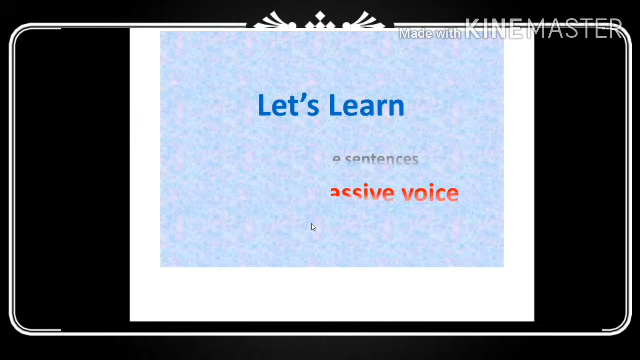 Made with KINEMASTER
Let's Learn
e sentences
assive voice